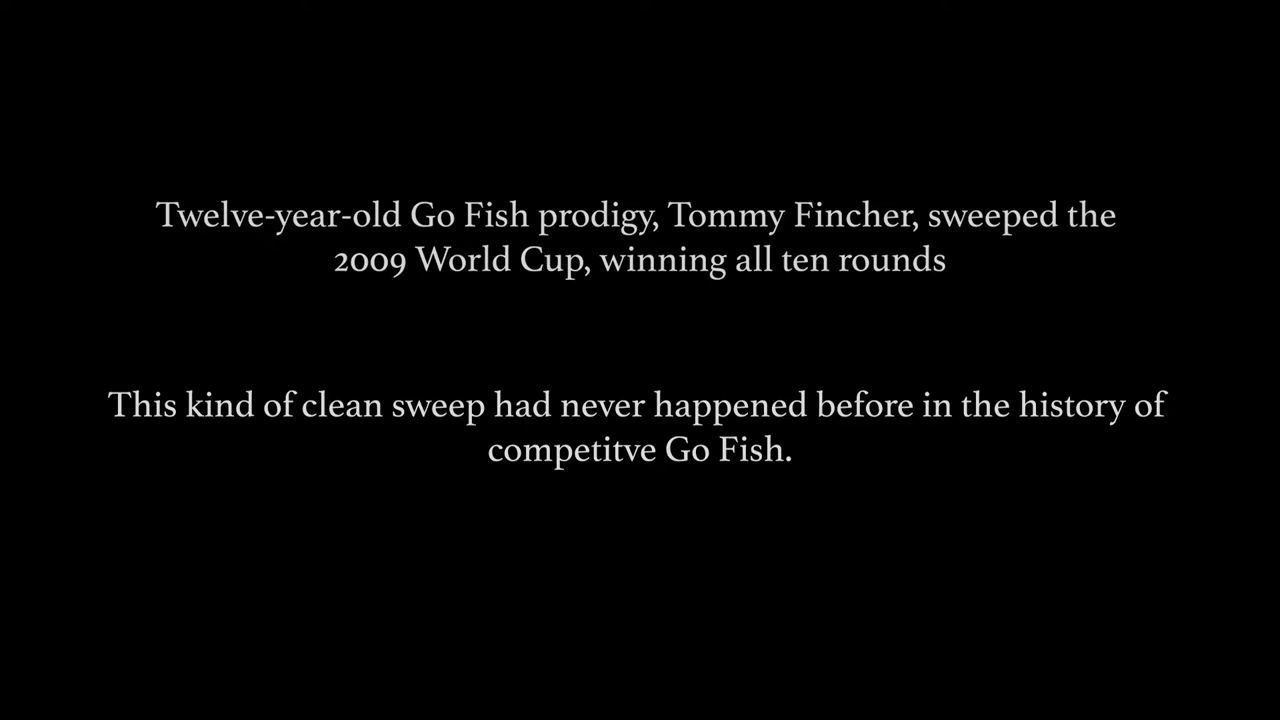 Twelve-year-old Go Fish prodigy, Tommy Fincher, sweeped the
2009 World Cup, winning all ten rounds
This kind of clean sweep had never happened before in the history of
competitve Go Fish.